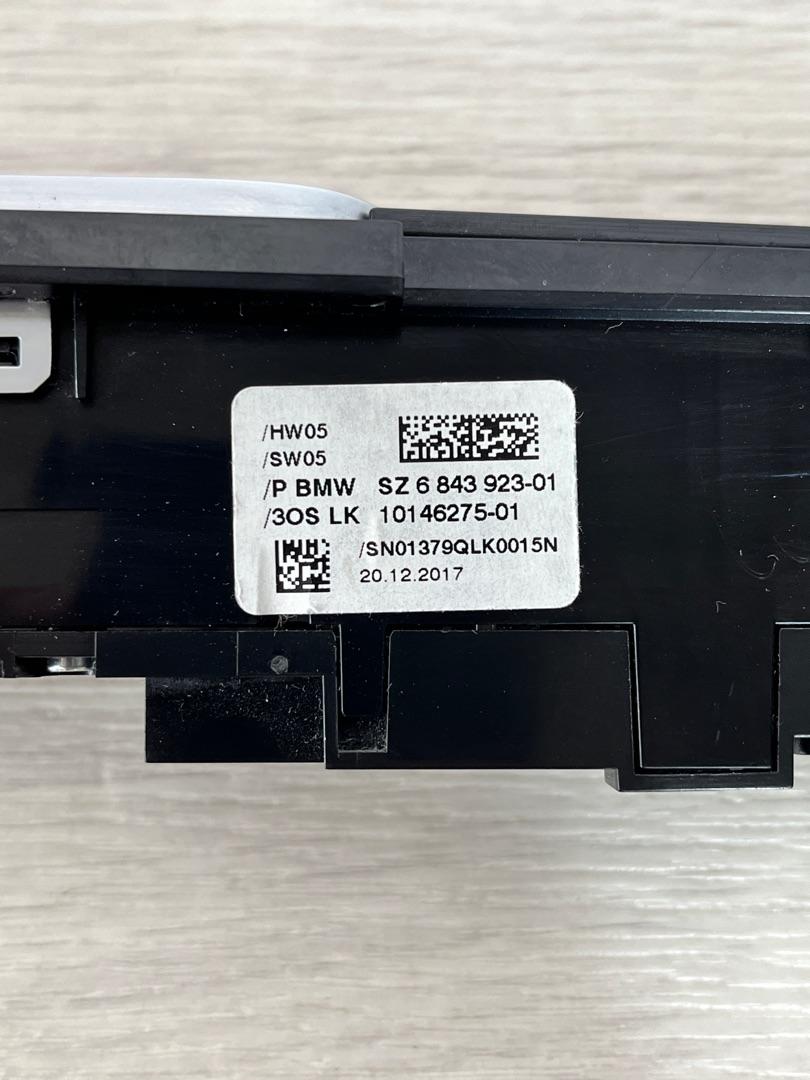 /HW05
/SW05
/P BMW SZ 6 843 923-01
/3OS LK 10146275-01
/SN01379QLK0015N
20.12.2017